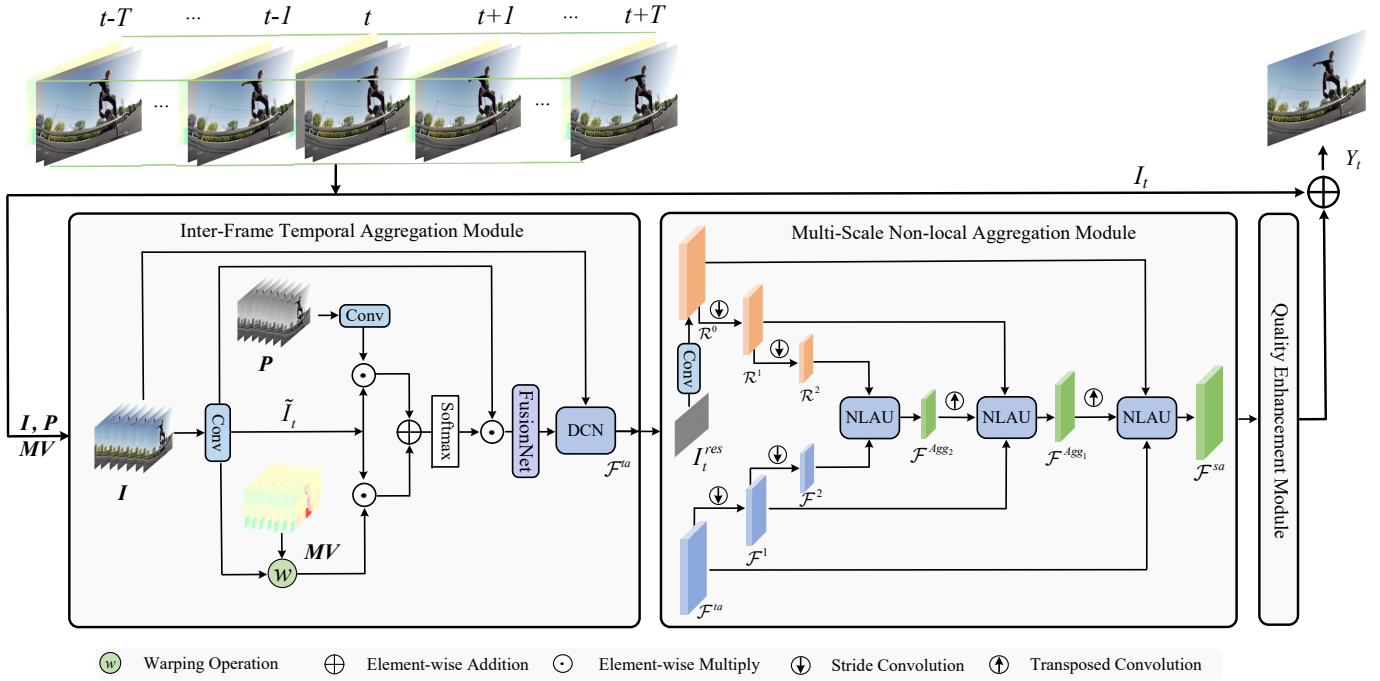 t-T ... t-1 t t+1 ... t+T
... ...
Y_t
I_t
Inter-Frame Temporal Aggregation Module
Multi-Scale Non-local Aggregation Module
Quality Enhancement Module
I , P
MV
I
Conv
P
Conv
Ĩ_t
MV
w
Softmax
FusionNet
DCN
ℱ^{ta}
ℛ^0
ℛ^1
ℛ^2
Conv
I_t^{res}
NLAU
NLAU
NLAU
ℱ^{Agg_2}
ℱ^{Agg_1}
ℱ^{sa}
ℱ^2
ℱ^1
ℱ^{ta}
w Warping Operation
Element-wise Addition
Element-wise Multiply
Stride Convolution
Transposed Convolution